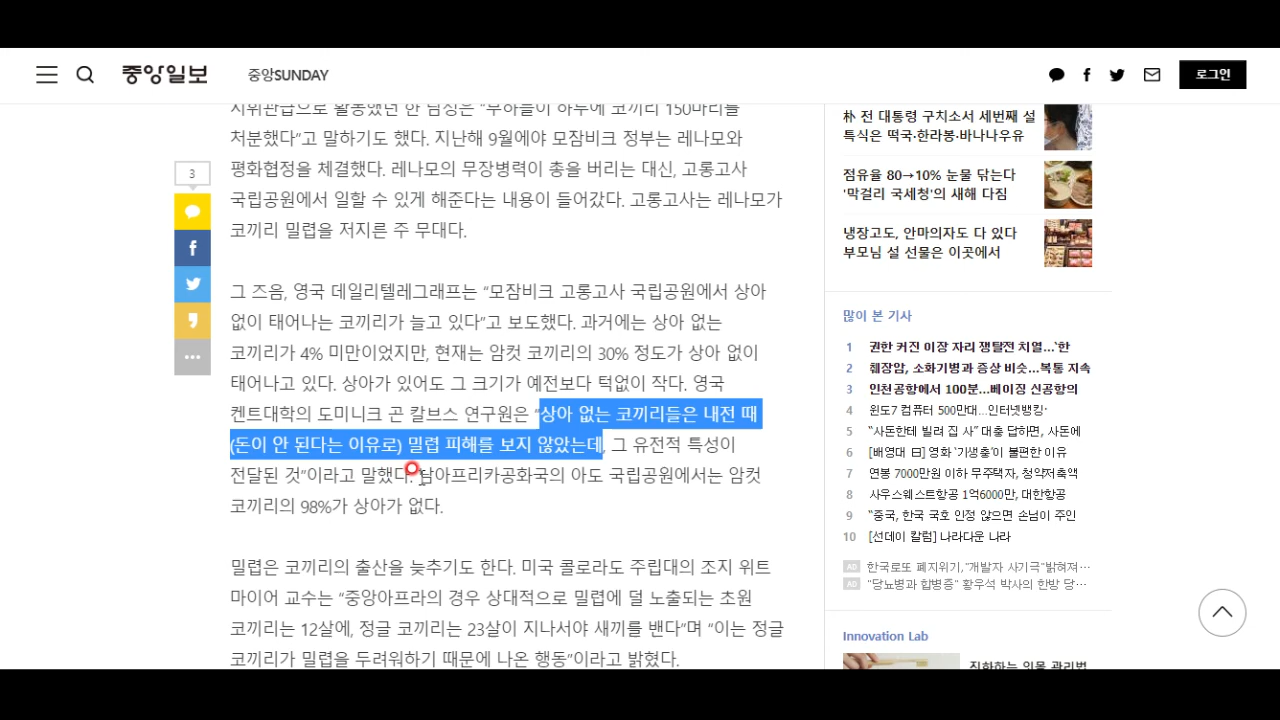 중앙일보
중앙SUNDAY
로그인
지휘관급으로 활동했던 한 남성은 “부하들이 하루에 코끼리 150마리를
처분했다”고 말하기도 했다. 지난해 9월에야 모잠비크 정부는 레나모와
평화협정을 체결했다. 레나모의 무장병력이 총을 버리는 대신, 고롱고사
국립공원에서 일할 수 있게 해준다는 내용이 들어갔다. 고롱고사는 레나모가
코끼리 밀렵을 저지른 주 무대다.
3
그 즈음, 영국 데일리텔레그래프는 “모잠비크 고롱고사 국립공원에서 상아
없이 태어나는 코끼리가 늘고 있다”고 보도했다. 과거에는 상아 없는
코끼리가 4% 미만이었지만, 현재는 암컷 코끼리의 30% 정도가 상아 없이
태어나고 있다. 상아가 있어도 그 크기가 예전보다 턱없이 작다. 영국
켄트대학의 도미니크 곤 칼브스 연구원은 “상아 없는 코끼리들은 내전 때
(돈이 안 된다는 이유로) 밀렵 피해를 보지 않았는데, 그 유전적 특성이
전달된 것”이라고 말했다. 남아프리카공화국의 아도 국립공원에서는 암컷
코끼리의 98%가 상아가 없다.
밀렵은 코끼리의 출산을 늦추기도 한다. 미국 콜로라도 주립대의 조지 위트
마이어 교수는 “중앙아프라의 경우 상대적으로 밀렵에 덜 노출되는 초원
코끼리는 12살에, 정글 코끼리는 23살이 지나서야 새끼를 밴다”며 “이는 정글
코끼리가 밀렵을 두려워하기 때문에 나온 행동”이라고 밝혔다.
朴 전 대통령 구치소서 세번째 설
특식은 떡국·한라봉·바나나우유
점유율 80→10% 눈물 닦는다
'막걸리 국세청'의 새해 다짐
냉장고도, 안마의자도 다 있다
부모님 설 선물은 이곳에서
많이 본 기사
1 권한 커진 이장 자리 쟁탈전 치열…‘한
2 췌장암, 소화기병과 증상 비슷…복통 지속
3 인천공항에서 100분…베이징 신공항의
4 윈도7 컴퓨터 500만대…인터넷뱅킹·
5 “사돈한테 빌려 집 사” 대충 답하면, 사돈에
6 [배영대 曰] 영화 ‘기생충’이 불편한 이유
7 연봉 7000만원 이하 무주택자, 청약저축액
8 사우스웨스트항공 1억6000만, 대한항공
9 “중국, 한국 국호 인정 않으면 손님이 주인
10 [선데이 칼럼] 나라다운 나라
AD 한국로또 폐지위기,"개발자 사기극"밝혀져…
AD "당뇨병과 합병증" 황우석 박사의 한방 당…
Innovation Lab
진화하는 인몰 관리법